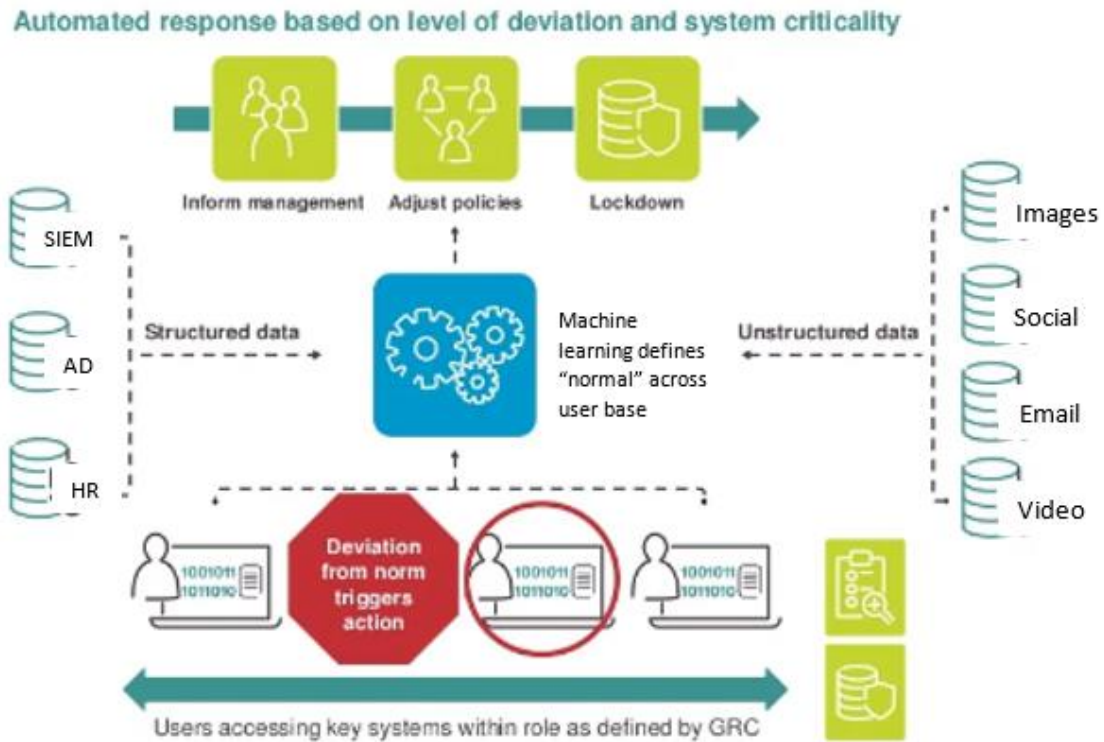 Automated response based on level of deviation and system criticality
Inform management
Adjust policies
Lockdown
SIEM
AD
HR
Structured data
Machine
learning defines
“normal” across
user base
Unstructured data
Images
Social
Email
Video
Deviation
from norm
triggers
action
1001011
1011010
1001011
1011010
1001011
1011010
Users accessing key systems within role as defined by GRC